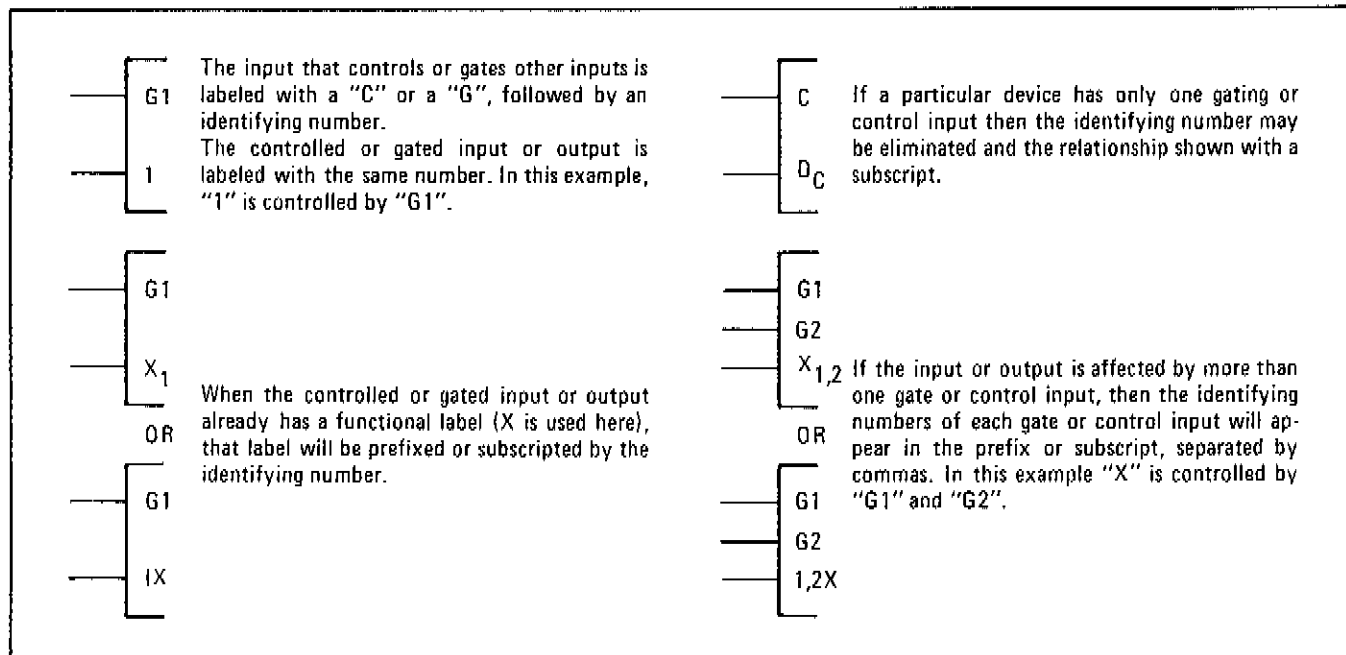 G1
The input that controls or gates other inputs is
labeled with a "C" or a "G", followed by an
identifying number.
1
The controlled or gated input or output is
labeled with the same number. In this example,
"1" is controlled by "G1".
G1
X1
When the controlled or gated input or output
already has a functional label (X is used here),
that label will be prefixed or subscripted by the
identifying number.
OR
G1
IX
C
DC
If a particular device has only one gating or
control input then the identifying number may
be eliminated and the relationship shown with a
subscript.
G1
G2
X1,2
If the input or output is affected by more than
one gate or control input, then the identifying
numbers of each gate or control input will ap-
pear in the prefix or subscript, separated by
commas. In this example "X" is controlled by
"G1" and "G2".
OR
G1
G2
1,2X